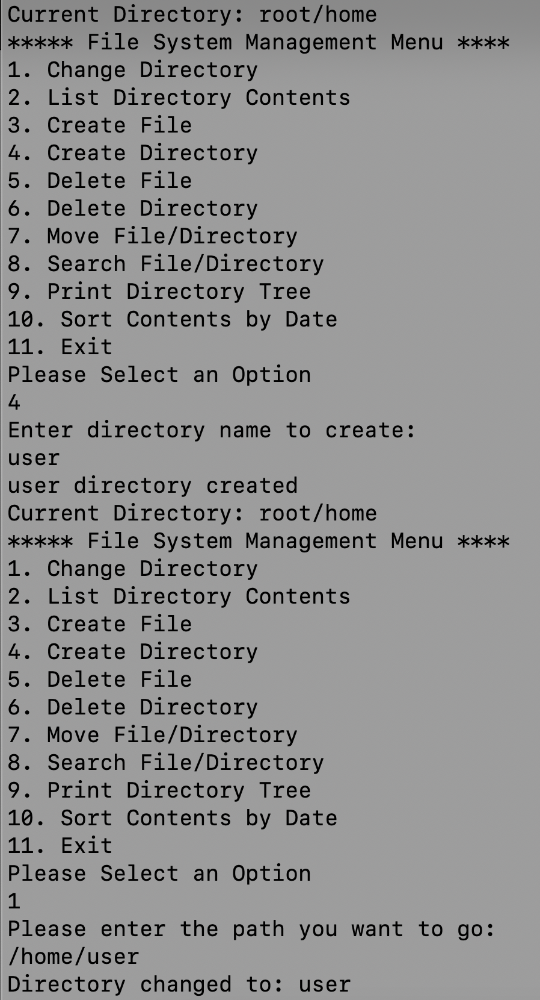 Current Directory: root/home
***** File System Management Menu ****
1. Change Directory
2. List Directory Contents
3. Create File
4. Create Directory
5. Delete File
6. Delete Directory
7. Move File/Directory
8. Search File/Directory
9. Print Directory Tree
10. Sort Contents by Date
11. Exit
Please Select an Option
4
Enter directory name to create:
user
user directory created
Current Directory: root/home
***** File System Management Menu ****
1. Change Directory
2. List Directory Contents
3. Create File
4. Create Directory
5. Delete File
6. Delete Directory
7. Move File/Directory
8. Search File/Directory
9. Print Directory Tree
10. Sort Contents by Date
11. Exit
Please Select an Option
1
Please enter the path you want to go:
/home/user
Directory changed to: user